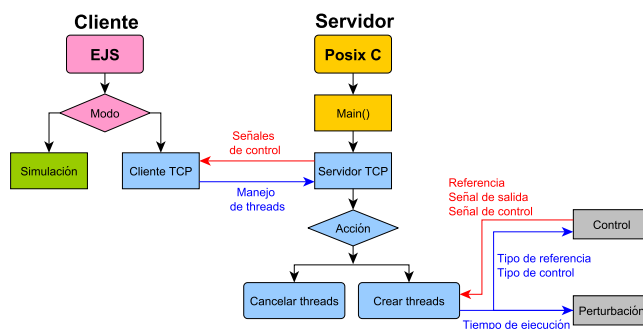 Cliente
Servidor
EJS
Posix C
Modo
Main()
Señales
de control
Simulación
Cliente TCP
Servidor TCP
Manejo
de threads
Referencia
Señal de salida
Señal de control
Acción
Control
Tipo de referencia
Tipo de control
Cancelar threads
Crear threads
Tiempo de ejecución
Perturbación